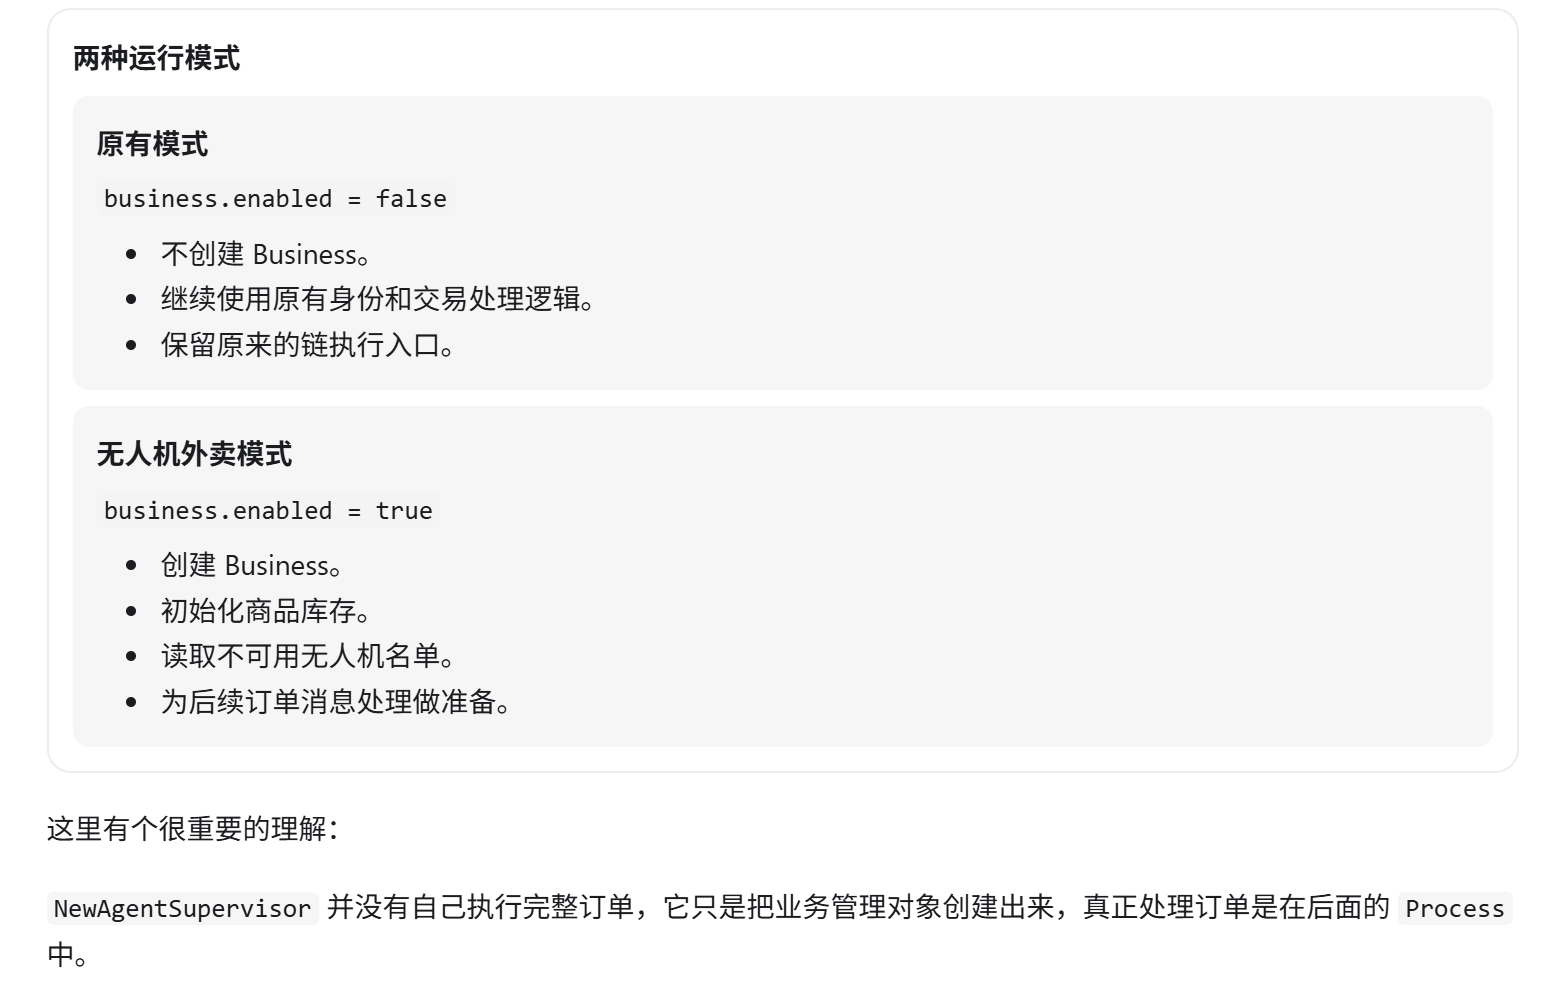 两种运行模式
原有模式
business.enabled = false
不创建 Business。
继续使用原有身份和交易处理逻辑。
保留原来的链执行入口。
无人机外卖模式
business.enabled = true
创建 Business。
初始化商品库存。
读取不可用无人机名单。
为后续订单消息处理做准备。
这里有个很重要的理解：
NewAgentSupervisor 并没有自己执行完整订单，它只是把业务管理对象创建出来，真正处理订单是在后面的 Process
中。